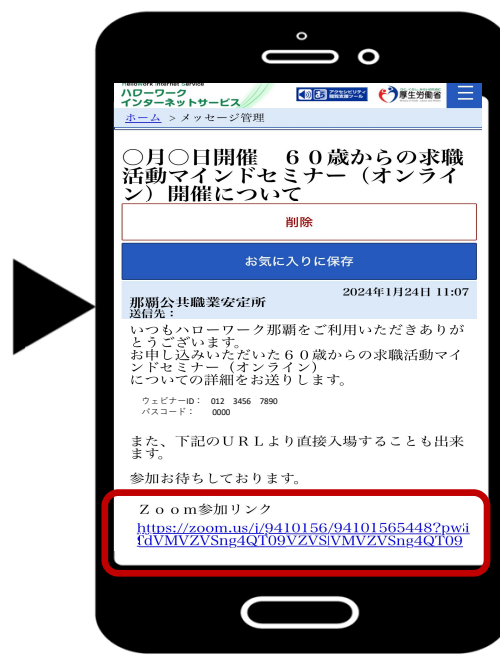 HelloWork Internet Service
ハローワーク
インターネットサービス
アクセシビリティ
閲覧支援ツール
厚生労働省
ホーム ＞メッセージ管理
○月○日開催　６０歳からの求職
活動マインドセミナー（オンライ
ン）開催について
削除
お気に入りに保存
2024年1月24日 11:07
那覇公共職業安定所
送信先：
いつもハローワーク那覇をご利用いただきありが
とうございます。
お申し込みいただいた６０歳からの求職活動マイ
ンドセミナー（オンライン）
についての詳細をお送りします。
ウェビナーID： 012 3456 7890
パスコード： 0000
また、下記のＵＲＬより直接入場することも出来
ます。
参加お待ちしております。
Ｚｏｏｍ参加リンク
https://zoom.us/j/9410156/94101565448?pwi
fdVMVZVSng4QT09VZVS|VMVZVSng4QT09